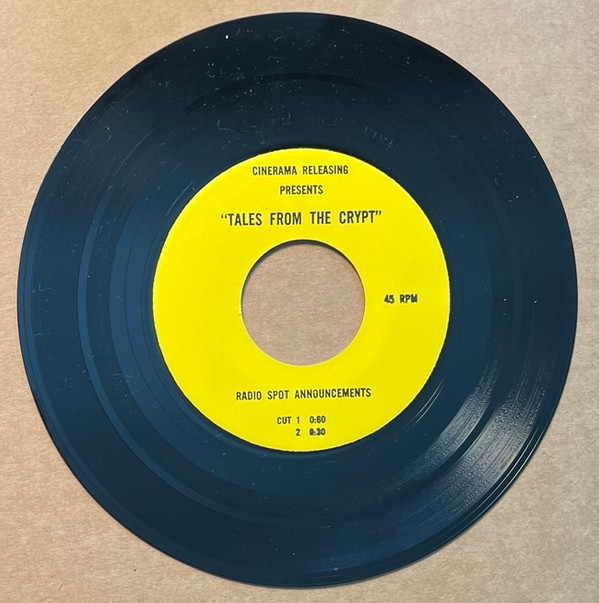 CINERAMA RELEASING
PRESENTS
“TALES FROM THE CRYPT”
45 RPM
RADIO SPOT ANNOUNCEMENTS
CUT 1 0:60
2 0:30